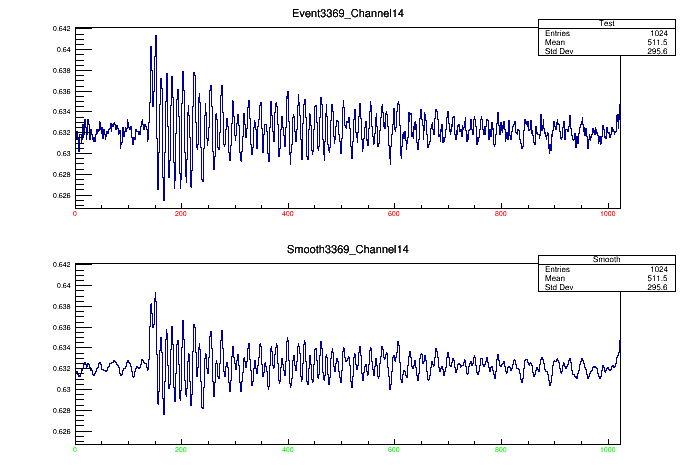 Event3369_Channel14
Test
Entries 1024
Mean 511.5
Std Dev 295.6
0.642
0.64
0.638
0.636
0.634
0.632
0.63
0.628
0.626
0 200 400 600 800 1000
Smooth3369_Channel14
Smooth
Entries 1024
Mean 511.5
Std Dev 295.6
0.642
0.64
0.638
0.636
0.634
0.632
0.63
0.628
0.626
0 200 400 600 800 1000